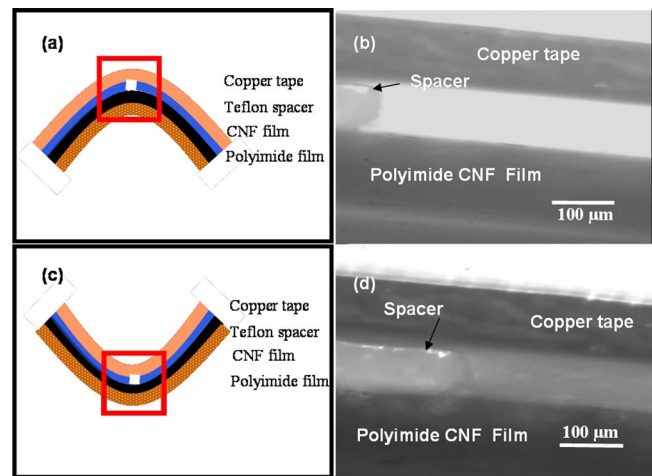 (a)
Copper tape
Teflon spacer
CNF film
Polyimide film
(b)
Copper tape
Spacer
Polyimide CNF Film
100 µm
(c)
Copper tape
Teflon spacer
CNF film
Polyimide film
(d)
Spacer
Copper tape
Polyimide CNF Film
100 µm